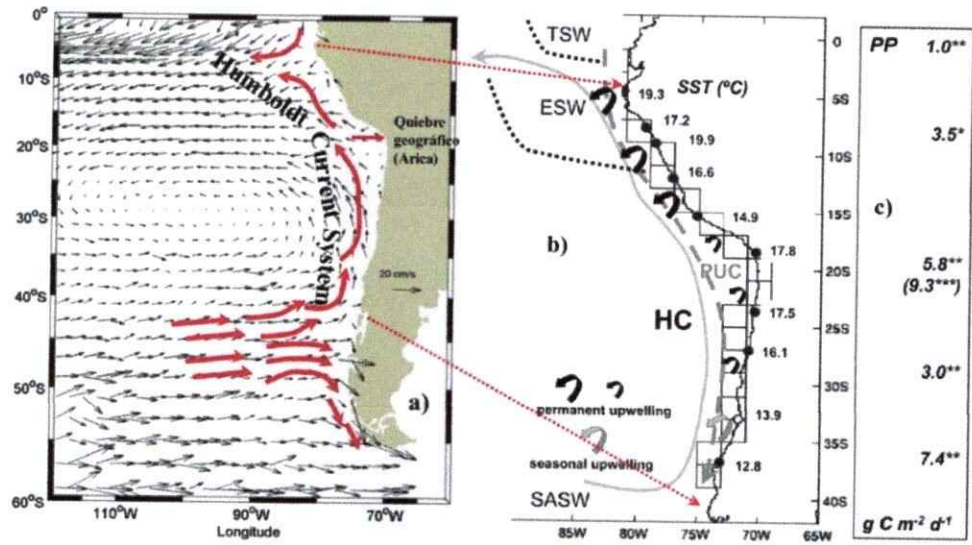 0°
10°S
20°S
30°S
40°S
50°S
60°S
110°W
90°W
70°W
Longitude
Humboldt Current System
Quiebre
geográfico
(Arica)
20 cm/s
a)
TSW
ESW
SST (ºC)
19.3
17.2
19.9
16.6
14.9
17.8
17.5
16.1
13.9
12.8
b)
PUC
HC
permanent upwelling
seasonal upwelling
SASW
0
5S
10S
15S
20S
25S
30S
35S
40S
85W
80W
75W
70W
65W
PP 1.0**
3.5*
c)
5.8**
(9.3***)
3.0**
7.4**
g C m⁻² d⁻¹